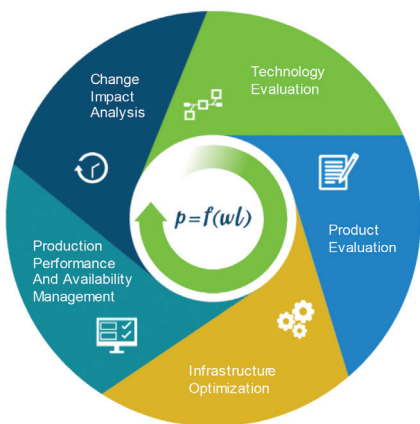 Technology
Evaluation
Product
Evaluation
Infrastructure
Optimization
Production
Performance
And Availability
Management
Change
Impact
Analysis
p=f(wl)